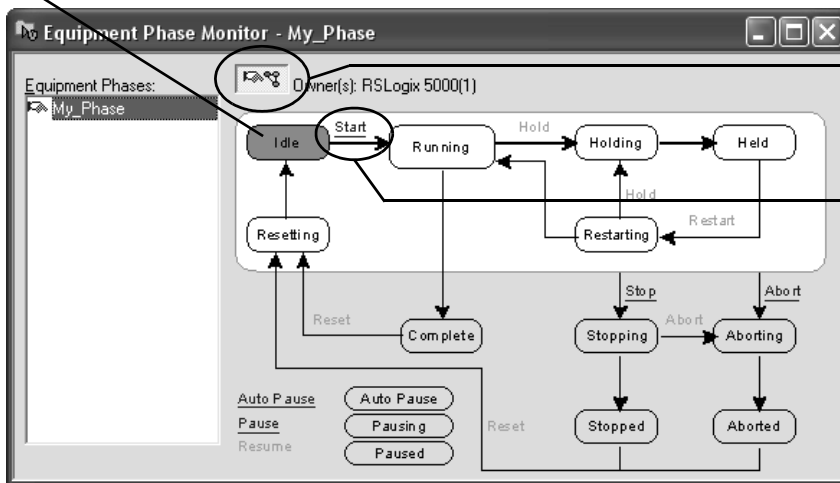 Equipment Phase Monitor - My_Phase
Equipment Phases:
Owner(s): RSLogix 5000(1)
My_Phase
Idle
Start
Running
Hold
Holding
Held
Hold
Resetting
Restarting
Restart
Stop
Abort
Reset
Complete
Stopping
Abort
Aborting
Auto Pause
Auto Pause
Pause
Pausing
Reset
Stopped
Aborted
Resume
Paused